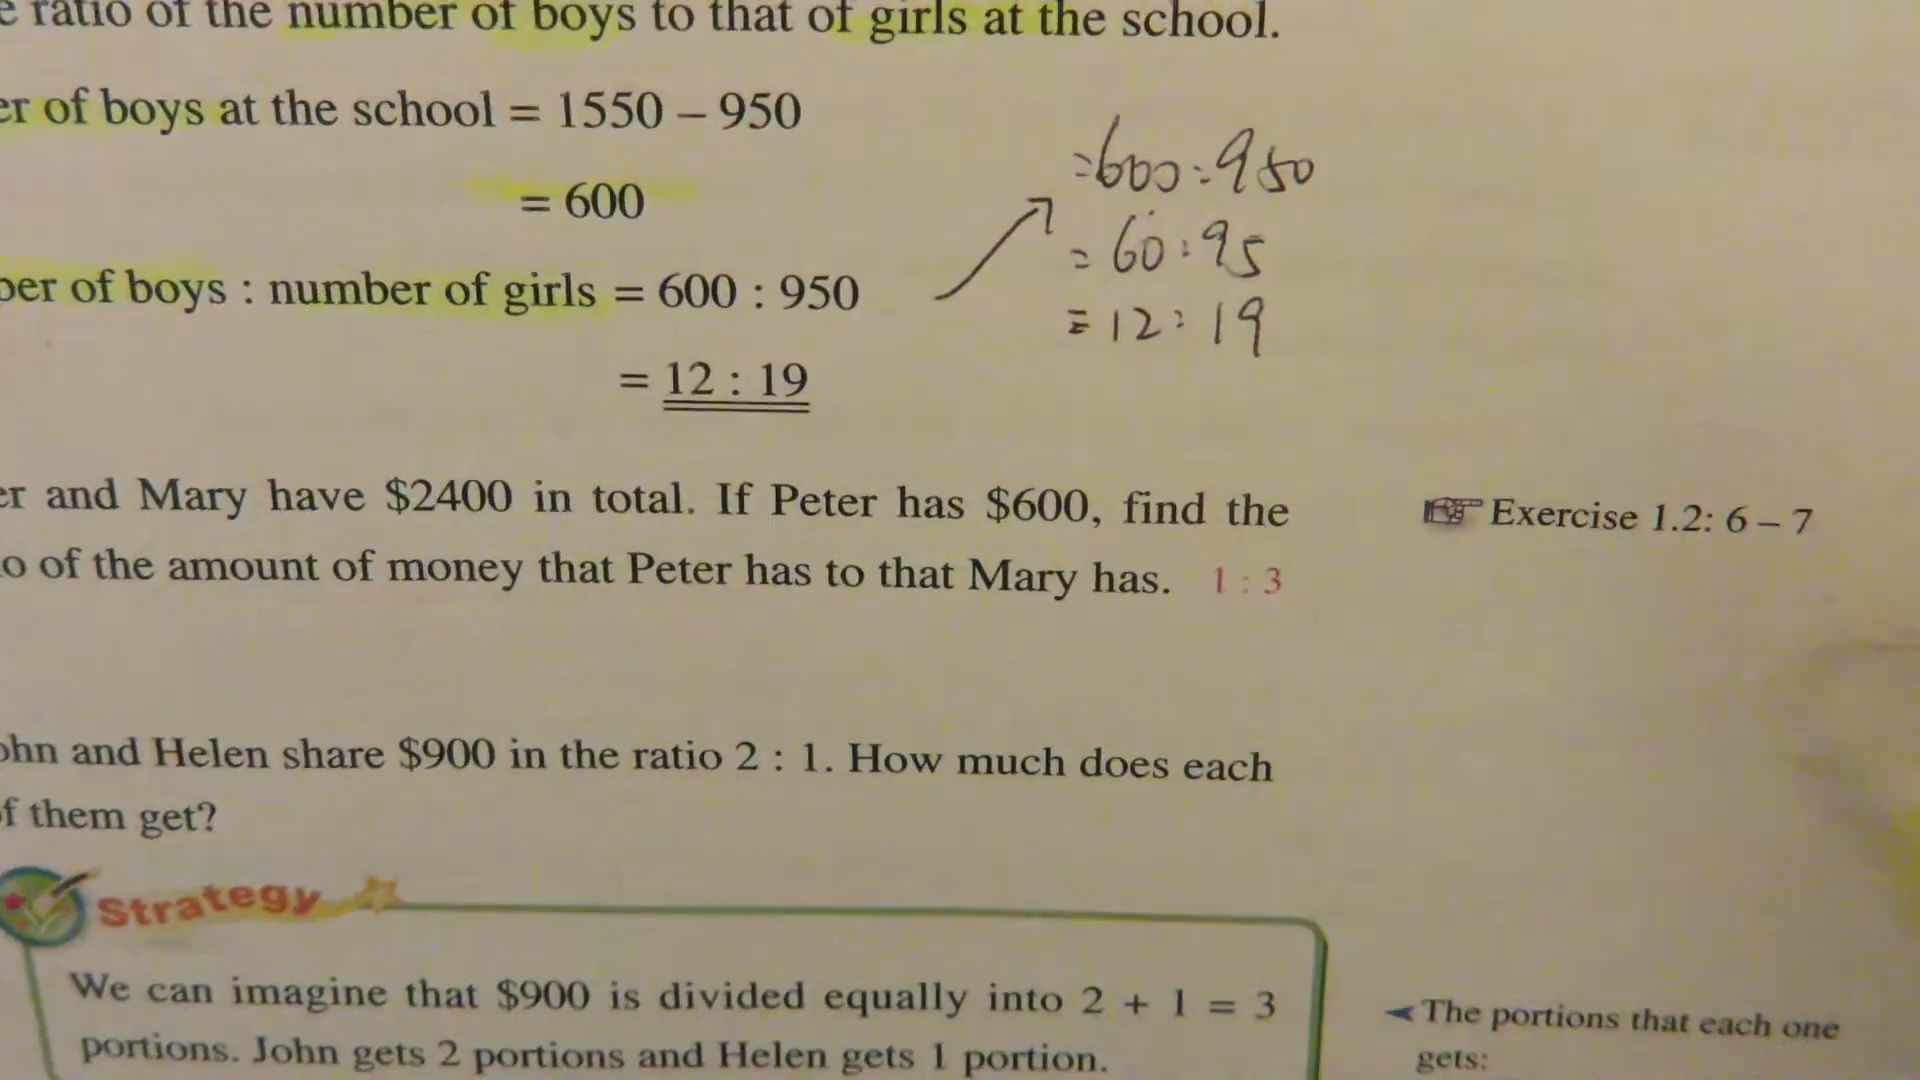 ratio of the number of boys to that of girls at the school.
of boys at the school = 1550 – 950
= 600
of boys : number of girls = 600 : 950
= 12 : 19
=600:950
= 60:95
= 12:19
and Mary have $2400 in total. If Peter has $600, find the
of the amount of money that Peter has to that Mary has. 1 : 3
Exercise 1.2: 6 – 7
and Helen share $900 in the ratio 2 : 1. How much does each
them get?
Strategy
We can imagine that $900 is divided equally into 2 + 1 = 3
portions. John gets 2 portions and Helen gets 1 portion.
The portions that each one
gets: